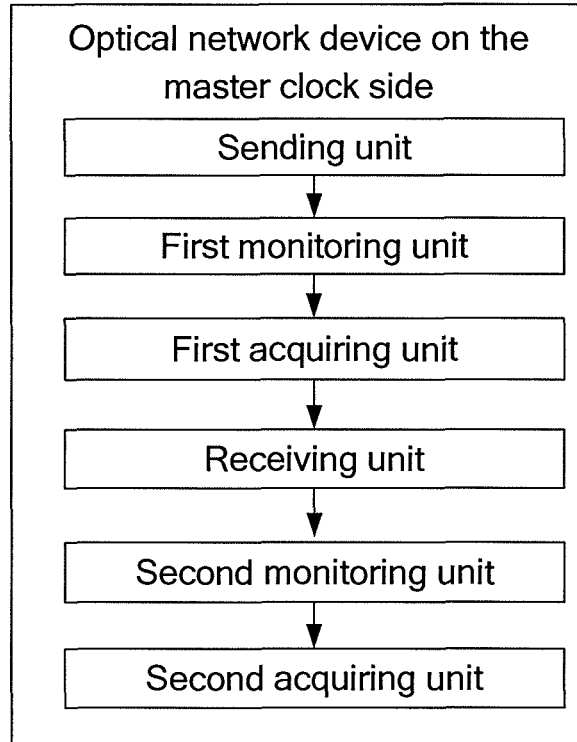 Optical network device on the
master clock side
Sending unit
First monitoring unit
First acquiring unit
Receiving unit
Second monitoring unit
Second acquiring unit